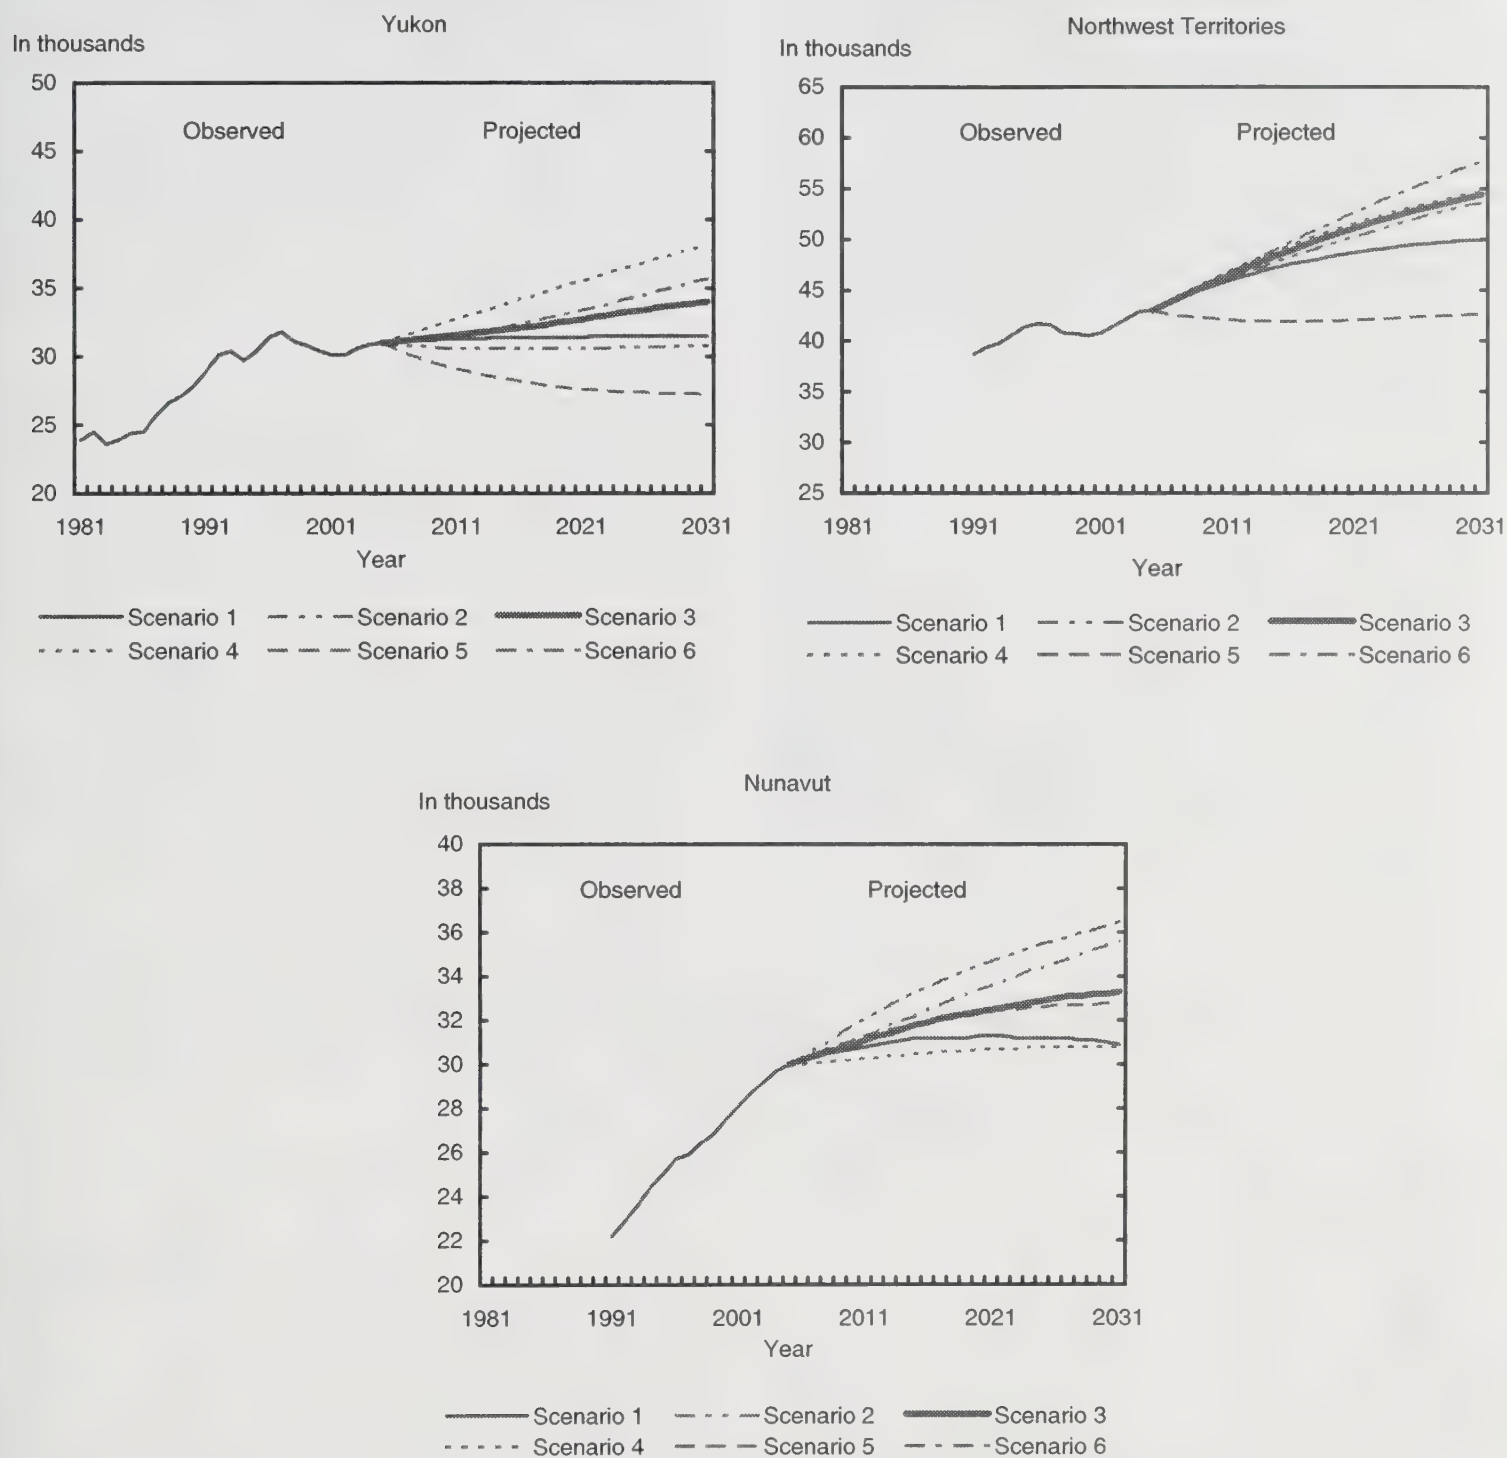 Yukon
In thousands
50
45
40
35
30
25
20
Observed Projected
1981 1991 2001 2011 2021 2031
Year
Scenario 1 Scenario 2 Scenario 3
Scenario 4 Scenario 5 Scenario 6
Northwest Territories
In thousands
65
60
55
50
45
40
35
30
25
Observed Projected
1981 1991 2001 2011 2021 2031
Year
Scenario 1 Scenario 2 Scenario 3
Scenario 4 Scenario 5 Scenario 6
Nunavut
In thousands
40
38
36
34
32
30
28
26
24
22
20
Observed Projected
1981 1991 2001 2011 2021 2031
Year
Scenario 1 Scenario 2 Scenario 3
Scenario 4 Scenario 5 Scenario 6